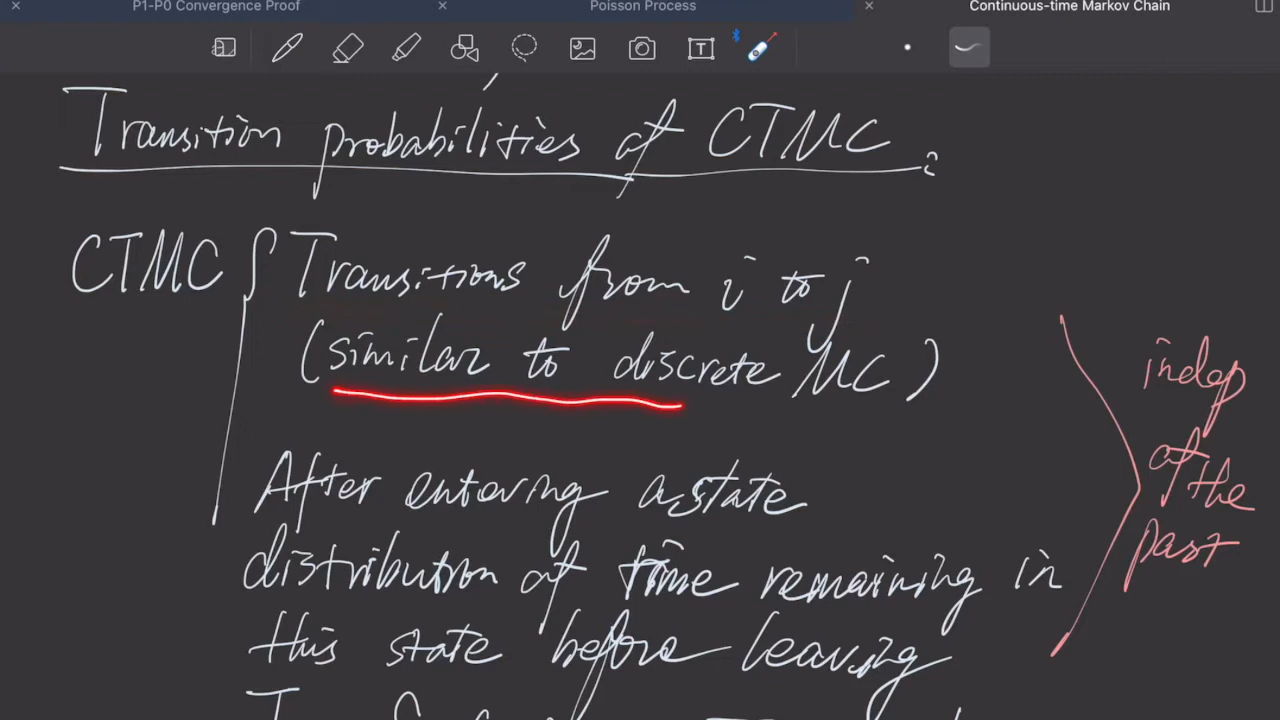 P1-P0 Convergence Proof
Poisson Process
Continuous-time Markov Chain
Transition probabilities of CTMC:
CTMC
Transitions from i to j
(similar to discrete MC)
After entering a state
distribution of time remaining in
this state before leaving
indep
of the
past